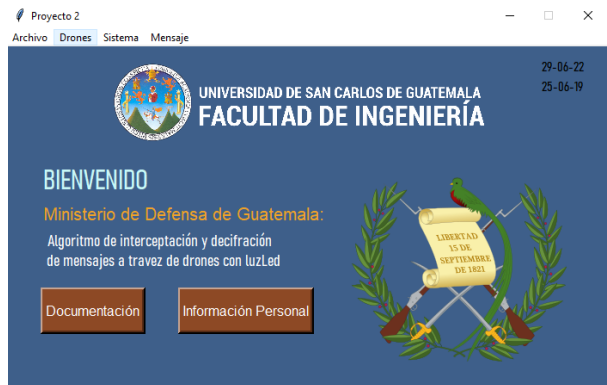 Proyecto 2
Archivo Drones Sistema Mensaje
29-06-22
25-06-19
UNIVERSIDAD DE SAN CARLOS DE GUATEMALA
FACULTAD DE INGENIERÍA
BIENVENIDO
Ministerio de Defensa de Guatemala:
Algoritmo de interceptación y decifración
de mensajes a travez de drones con luzLed
LIBERTAD
15 DE
SEPTIEMBRE
DE 1821
Documentación Información Personal